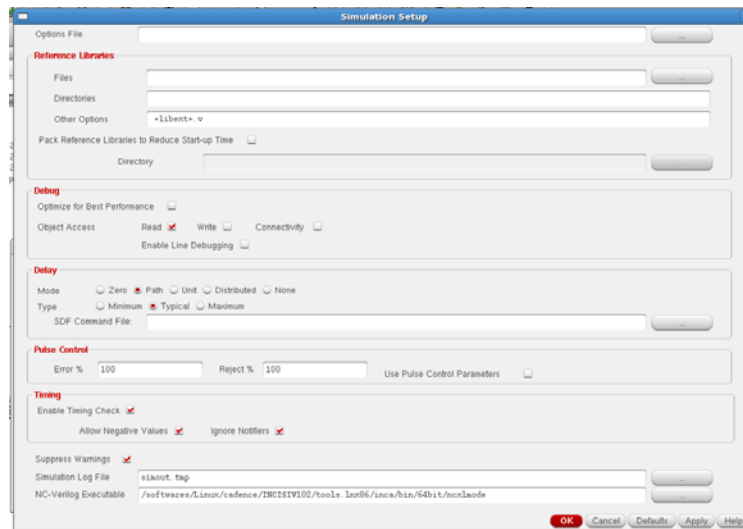 Simulation Setup
Options File ...
Reference Libraries
Files ...
Directories
Other Options +libext+.v
Pack Reference Libraries to Reduce Start-up Time
Directory ...
Debug
Optimize for Best Performance
Object Access Read Write Connectivity
Enable Line Debugging
Delay
Mode Zero Path Unit Distributed None
Type Minimum Typical Maximum
SDF Command File: ...
Pulse Control
Error % 100 Reject % 100 Use Pulse Control Parameters
Timing
Enable Timing Check
Allow Negative Values Ignore Notifiers
Suppress Warnings
Simulation Log File simout.tmp ...
NC-Verilog Executable /softwares/Linux/cadence/INCISIV102/tools.lnx86/inca/bin/64bit/ncxlmode ...
OK Cancel Defaults Apply Help